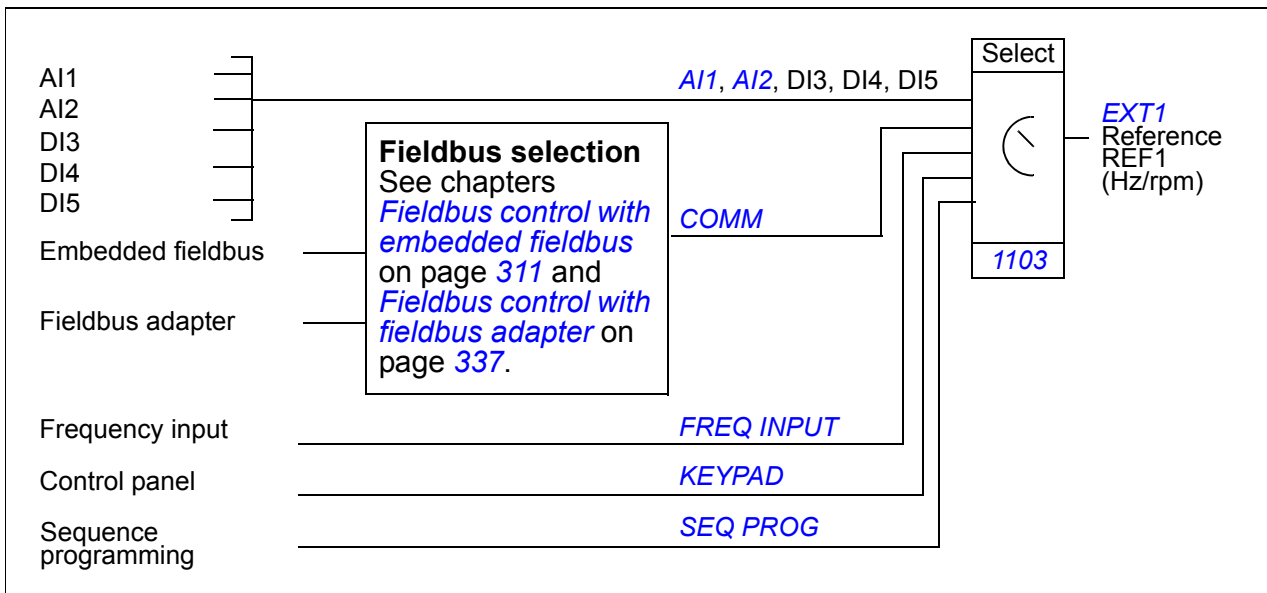 AI1
AI2
DI3
DI4
DI5
Embedded fieldbus
Fieldbus adapter
Fieldbus selection
See chapters
Fieldbus control with
embedded fieldbus
on page 311 and
Fieldbus control with
fieldbus adapter on
page 337.
AI1, AI2, DI3, DI4, DI5
COMM
Frequency input
FREQ INPUT
Control panel
KEYPAD
Sequence
programming
SEQ PROG
Select
1103
EXT1
Reference
REF1
(Hz/rpm)